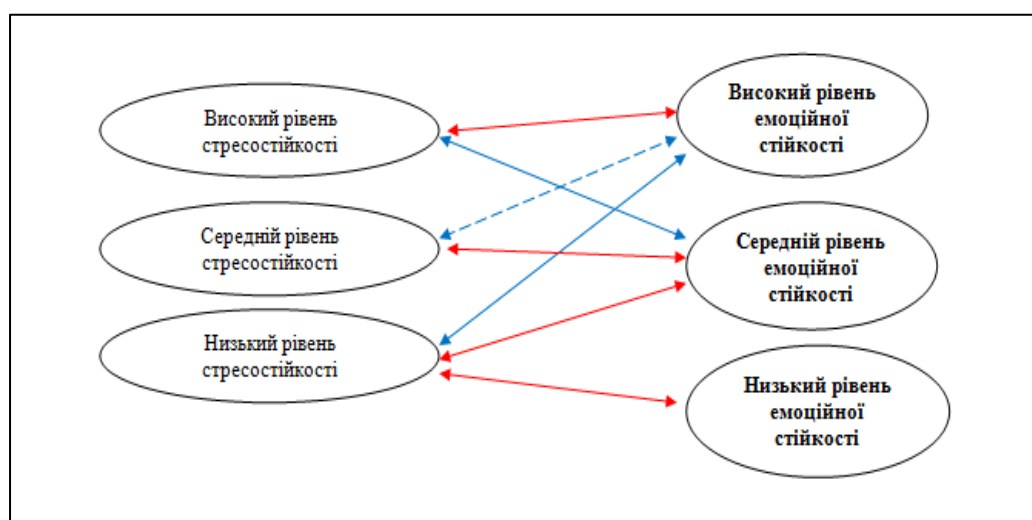 Високий рівень
стресостійкості
Середній рівень
стресостійкості
Низький рівень
стресостійкості
Високий рівень
емоційної
стійкості
Середній рівень
емоційної
стійкості
Низький рівень
емоційної
стійкості